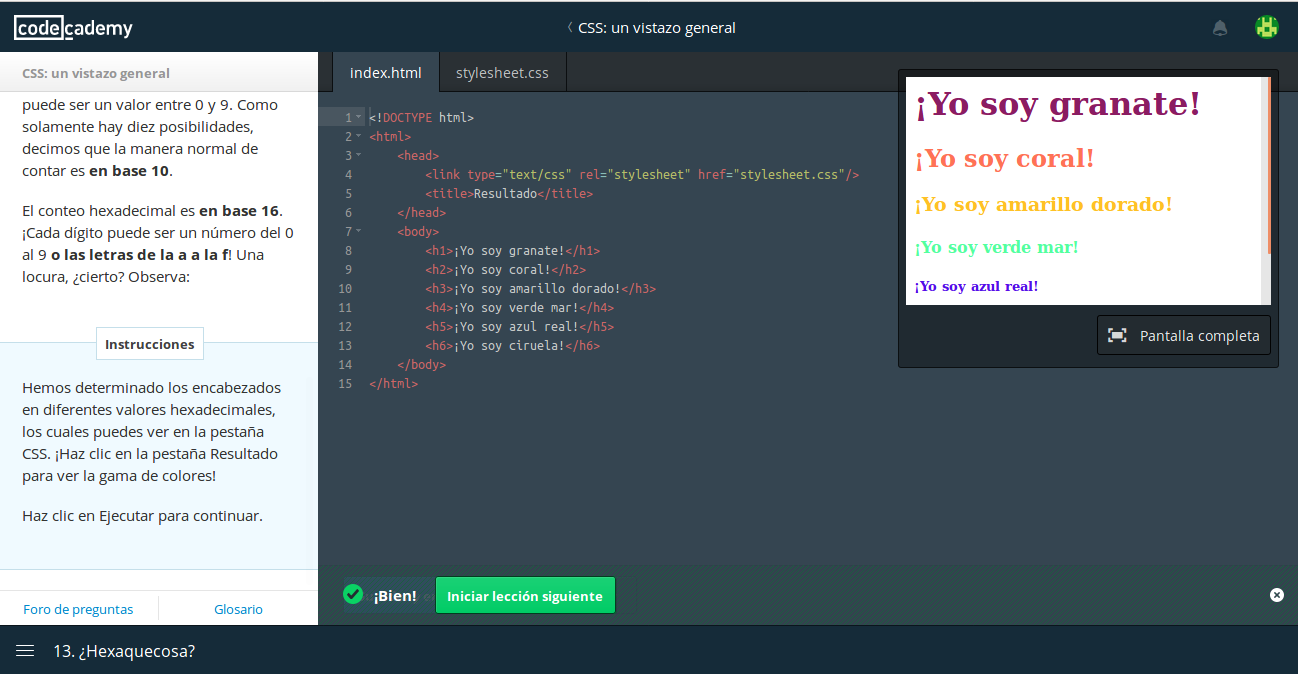 codecademy
CSS: un vistazo general
CSS: un vistazo general
puede ser un valor entre 0 y 9. Como
solamente hay diez posibilidades,
decimos que la manera normal de
contar es en base 10.
El conteo hexadecimal es en base 16.
¡Cada dígito puede ser un número del 0
al 9 o las letras de la a a la f! Una
locura, ¿cierto? Observa:
Instrucciones
Hemos determinado los encabezados
en diferentes valores hexadecimales,
los cuales puedes ver en la pestaña
CSS. ¡Haz clic en la pestaña Resultado
para ver la gama de colores!
Haz clic en Ejecutar para continuar.
Foro de preguntas
Glosario
index.html
stylesheet.css
1 <!DOCTYPE html>
2 <html>
3 <head>
4 <link type="text/css" rel="stylesheet" href="stylesheet.css"/>
5 <title>Resultado</title>
6 </head>
7 <body>
8 <h1>¡Yo soy granate!</h1>
9 <h2>¡Yo soy coral!</h2>
10 <h3>¡Yo soy amarillo dorado!</h3>
11 <h4>¡Yo soy verde mar!</h4>
12 <h5>¡Yo soy azul real!</h5>
13 <h6>¡Yo soy ciruela!</h6>
14 </body>
15 </html>
¡Yo soy granate!
¡Yo soy coral!
¡Yo soy amarillo dorado!
¡Yo soy verde mar!
¡Yo soy azul real!
Pantalla completa
¡Bien!
Iniciar lección siguiente
13. ¿Hexaquecosa?